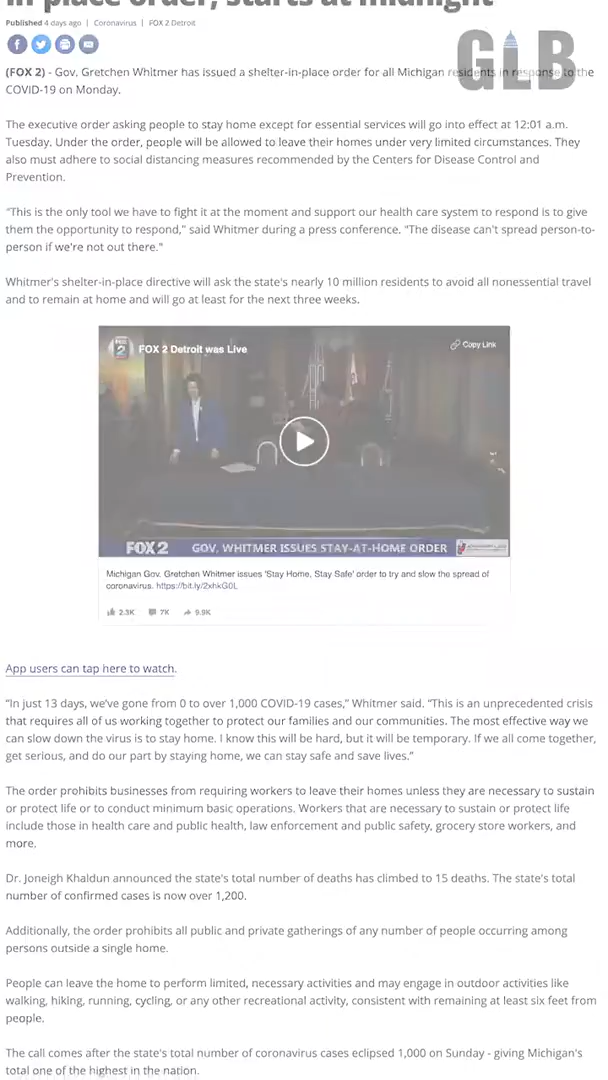 in-place order, starts at midnight
Published 4 days ago | Coronavirus | FOX 2 Detroit
GLB
(FOX 2) - Gov. Gretchen Whitmer has issued a shelter-in-place order for all Michigan residents in response to the
COVID-19 on Monday.
The executive order asking people to stay home except for essential services will go into effect at 12:01 a.m.
Tuesday. Under the order, people will be allowed to leave their homes under very limited circumstances. They
also must adhere to social distancing measures recommended by the Centers for Disease Control and
Prevention.
"This is the only tool we have to fight it at the moment and support our health care system to respond is to give
them the opportunity to respond," said Whitmer during a press conference. "The disease can't spread person-to-
person if we're not out there."
Whitmer's shelter-in-place directive will ask the state's nearly 10 million residents to avoid all nonessential travel
and to remain at home and will go at least for the next three weeks.
FOX 2 Detroit was Live
Copy Link
FOX 2 GOV. WHITMER ISSUES STAY-AT-HOME ORDER
Michigan Gov. Gretchen Whitmer issues 'Stay Home, Stay Safe' order to try and slow the spread of
coronavirus. https://bit.ly/2xhkG0L
2.3K 7K 9.9K
App users can tap here to watch.
"In just 13 days, we've gone from 0 to over 1,000 COVID-19 cases," Whitmer said. "This is an unprecedented crisis
that requires all of us working together to protect our families and our communities. The most effective way we
can slow down the virus is to stay home. I know this will be hard, but it will be temporary. If we all come together,
get serious, and do our part by staying home, we can stay safe and save lives."
The order prohibits businesses from requiring workers to leave their homes unless they are necessary to sustain
or protect life or to conduct minimum basic operations. Workers that are necessary to sustain or protect life
include those in health care and public health, law enforcement and public safety, grocery store workers, and
more.
Dr. Joneigh Khaldun announced the state's total number of deaths has climbed to 15 deaths. The state's total
number of confirmed cases is now over 1,200.
Additionally, the order prohibits all public and private gatherings of any number of people occurring among
persons outside a single home.
People can leave the home to perform limited, necessary activities and may engage in outdoor activities like
walking, hiking, running, cycling, or any other recreational activity, consistent with remaining at least six feet from
people.
The call comes after the state's total number of coronavirus cases eclipsed 1,000 on Sunday - giving Michigan's
total one of the highest in the nation.